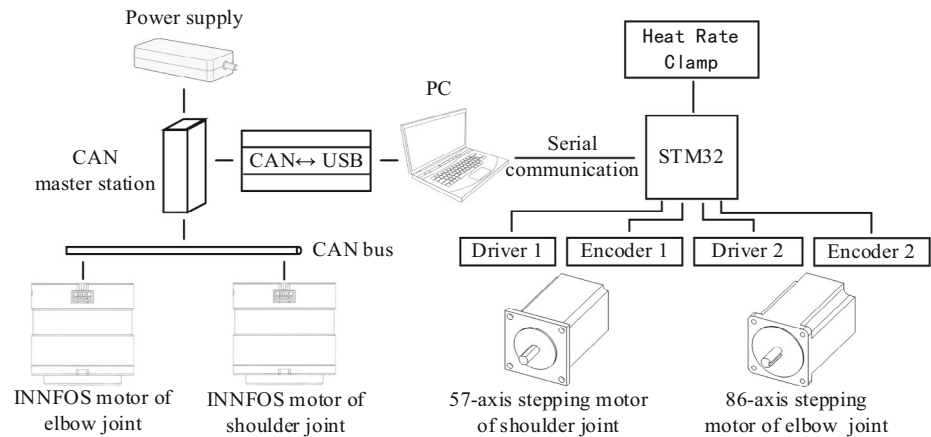 Power supply
Heat Rate
Clamp
PC
CAN
master station
CAN↔ USB
Serial
communication
STM32
CAN bus
Driver 1
Encoder 1
Driver 2
Encoder 2
INNFOS motor of
elbow joint
INNFOS motor of
shoulder joint
57-axis stepping motor
of shoulder joint
86-axis stepping
motor of elbow joint